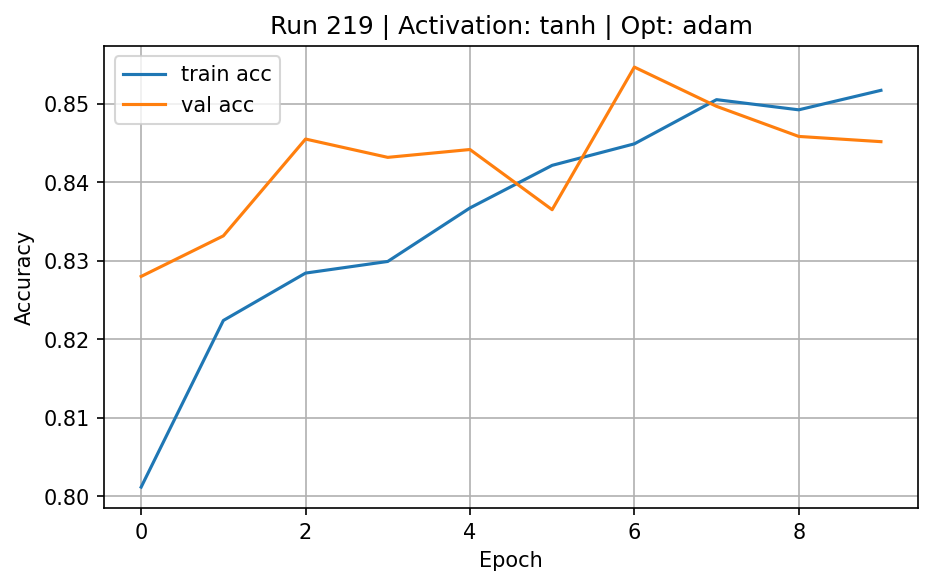 Run 219 | Activation: tanh | Opt: adam
train acc
val acc
0.85
0.84
0.83
0.82
0.81
0.80
Accuracy
0 2 4 6 8
Epoch